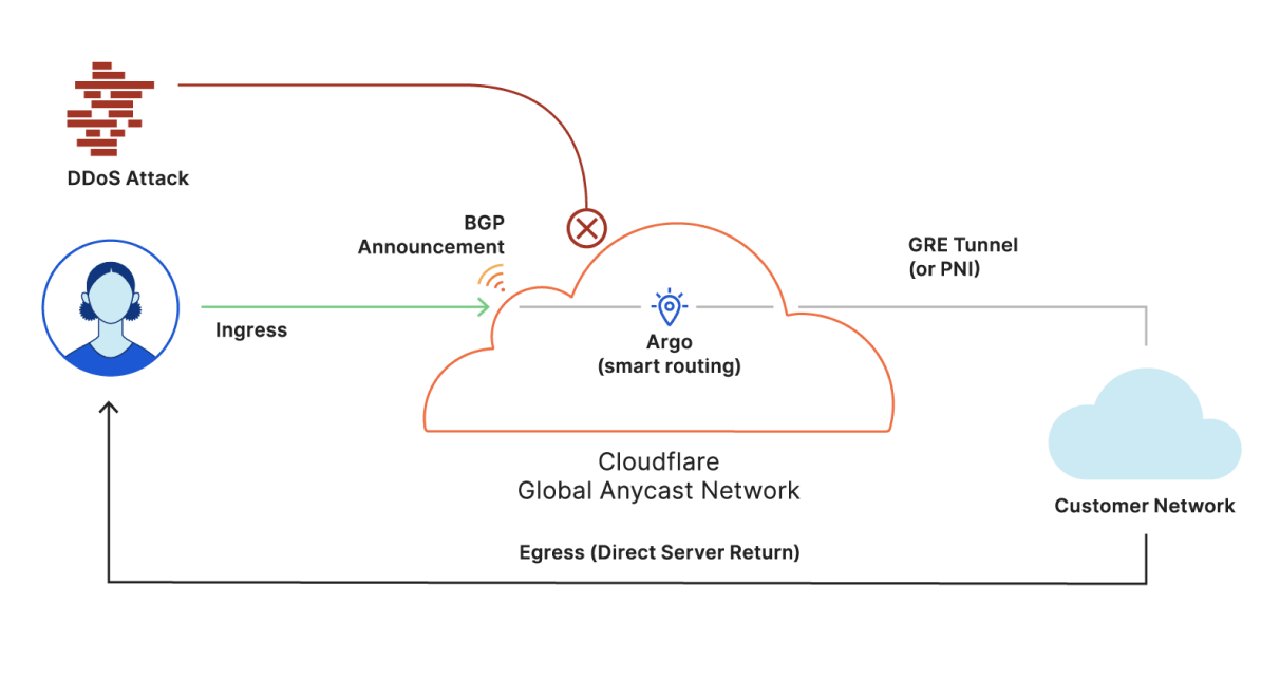 DDoS Attack
BGP
Announcement
GRE Tunnel
(or PNI)
Ingress
Argo
(smart routing)
Cloudflare
Global Anycast Network
Customer Network
Egress (Direct Server Return)